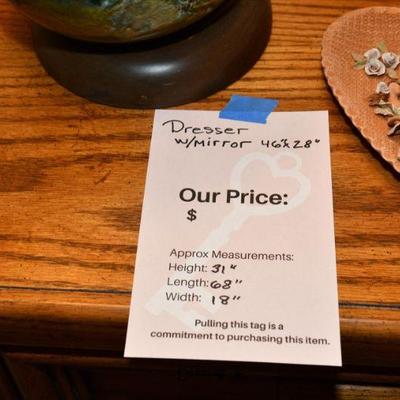 Dresser
w/mirror 46"x28"
Our Price:
$
Approx Measurements:
Height: 31"
Length: 68"
Width: 18"
Pulling this tag is a
commitment to purchasing this item.